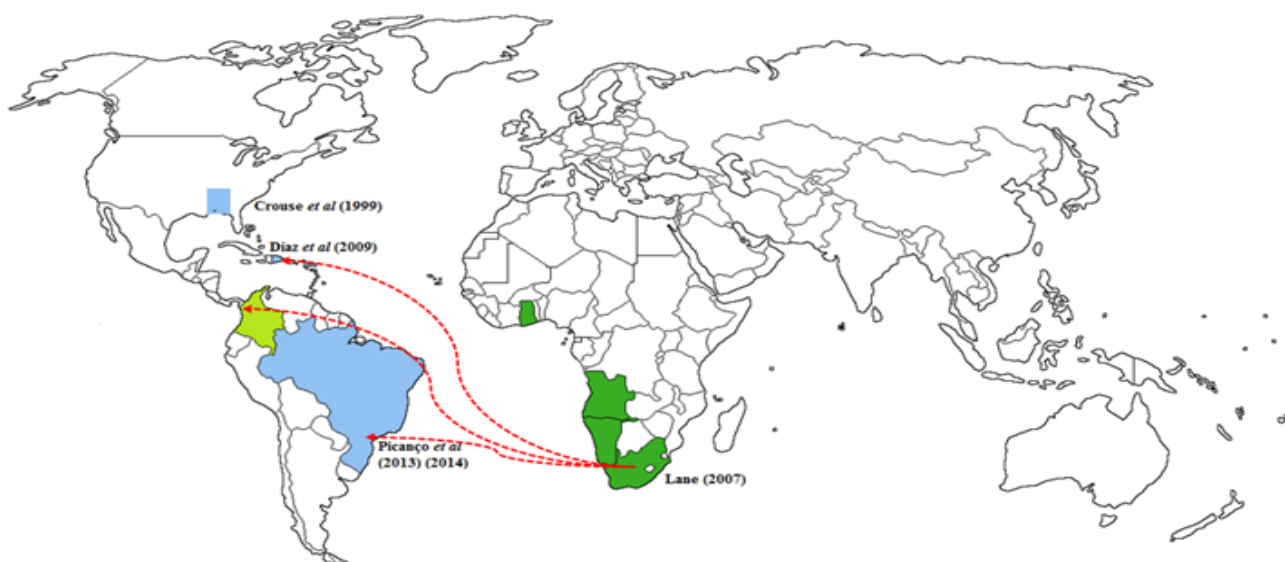 Crouse et al (1999)
Díaz et al (2009)
Picanço et al
(2013) (2014)
Lane (2007)